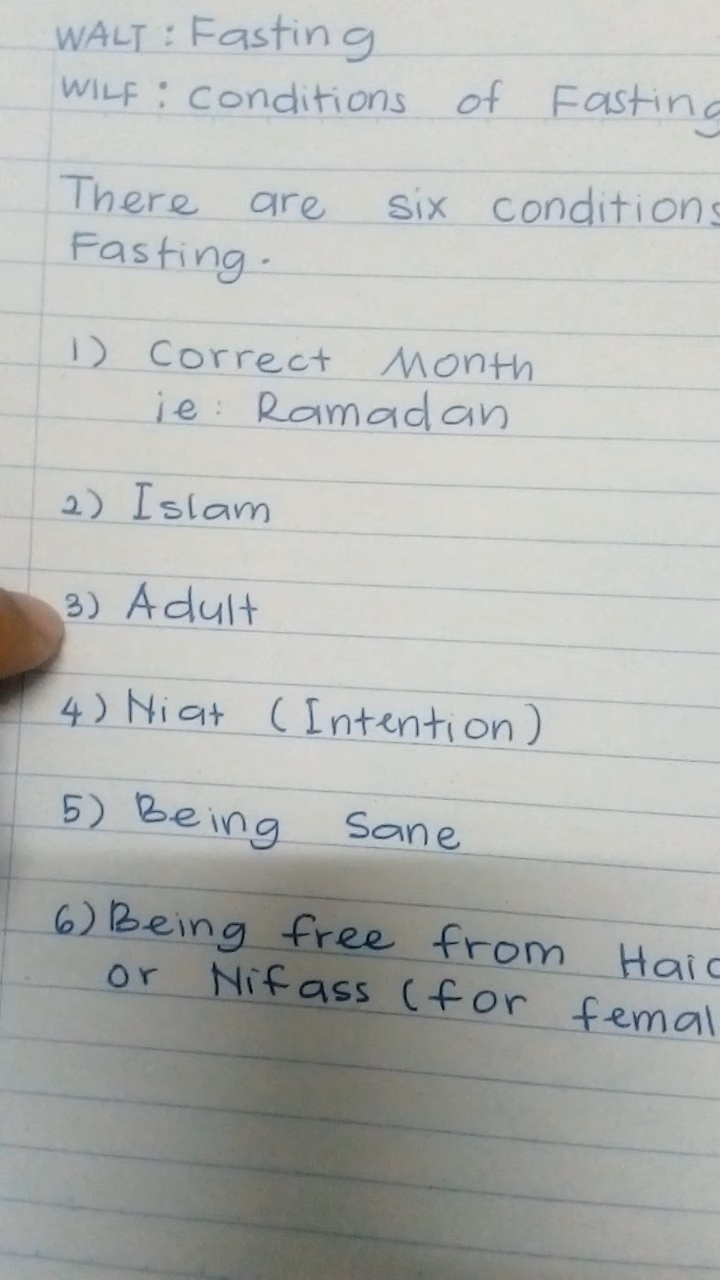 WALT : Fasting
WILF : Conditions of Fasting
There are six conditions
Fasting.
1) Correct Month
ie : Ramadan
2) Islam
3) Adult
4) Niat (Intention)
5) Being Sane
6) Being free from
or Nifass (for